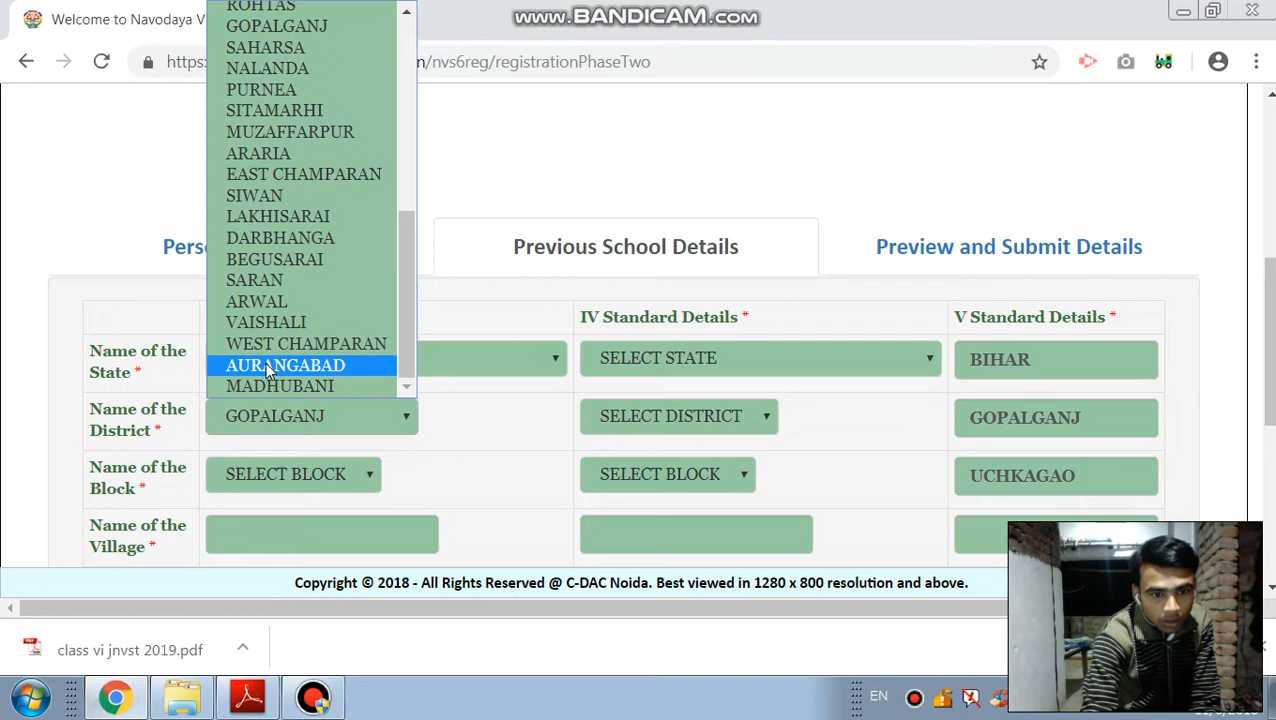 Welcome to Navodaya V
www.BANDICAM.com
https:
n/nvs6reg/registrationPhaseTwo
ROHTAS
GOPALGANJ
SAHARSA
NALANDA
PURNEA
SITAMARHI
MUZAFFARPUR
ARARIA
EAST CHAMPARAN
SIWAN
LAKHISARAI
DARBHANGA
BEGUSARAI
SARAN
ARWAL
VAISHALI
WEST CHAMPARAN
AURANGABAD
MADHUBANI
Pers
Previous School Details
Preview and Submit Details
IV Standard Details *
V Standard Details *
Name of the State *
SELECT STATE
BIHAR
Name of the District *
GOPALGANJ
SELECT DISTRICT
GOPALGANJ
Name of the Block *
SELECT BLOCK
SELECT BLOCK
UCHKAGAO
Name of the Village *
Copyright © 2018 - All Rights Reserved @ C-DAC Noida. Best viewed in 1280 x 800 resolution and above.
class vi jnvst 2019.pdf
EN